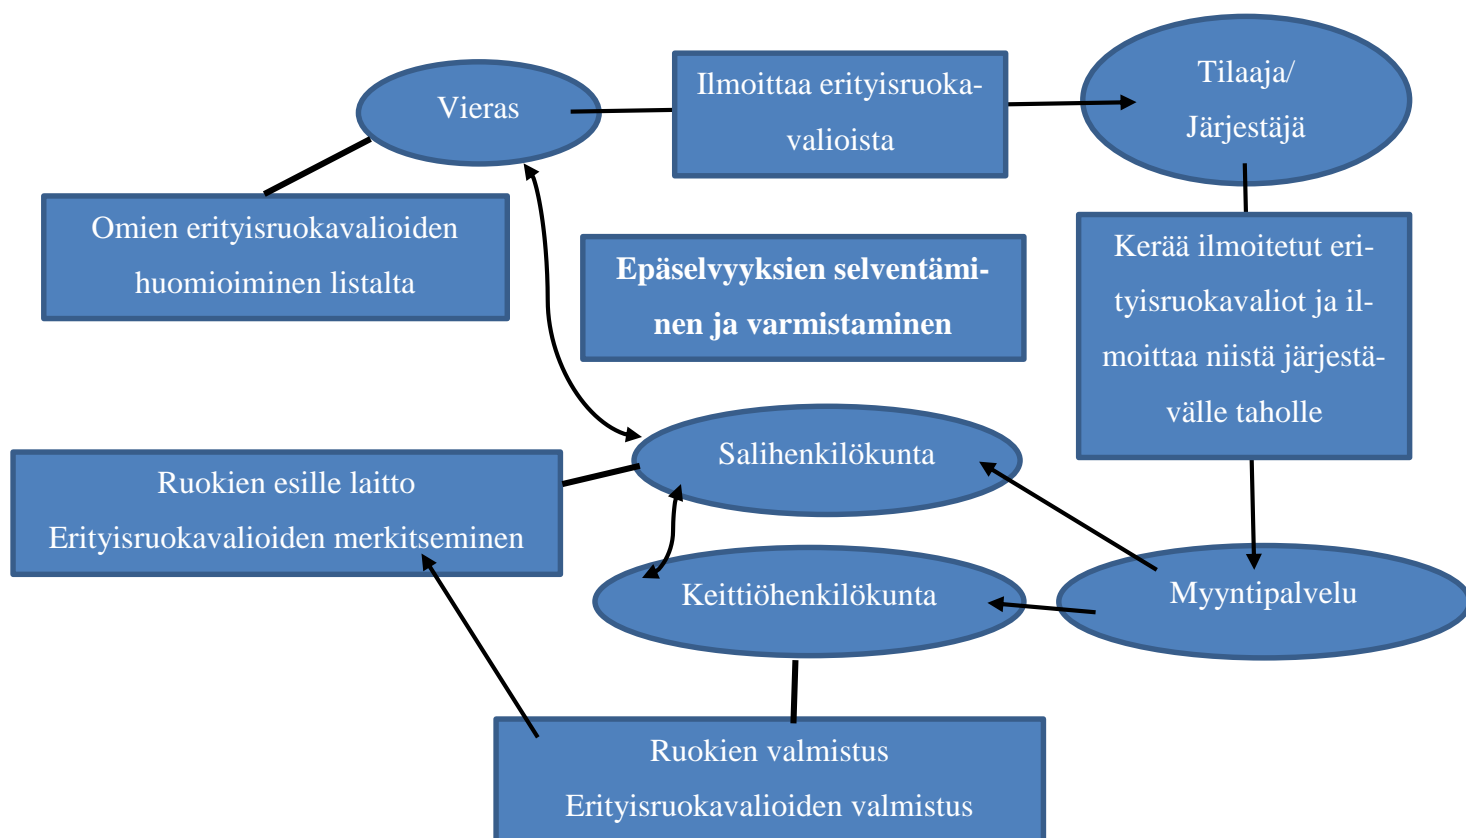 Vieras
Ilmoittaa erityisruoka-
valioista
Tilaaja/
Järjestäjä
Omien erityisruokavalioiden
huomioiminen listalta
Epäselvyyksien selventämi-
nen ja varmistaminen
Kerää ilmoitetut eri-
tyisruokavaliot ja il-
moittaa niistä järjestä-
välle taholle
Salihenkilökunta
Ruokien esille laitto
Erityisruokavalioiden merkitseminen
Keittiöhenkilökunta
Myyntipalvelu
Ruokien valmistus
Erityisruokavalioiden valmistus